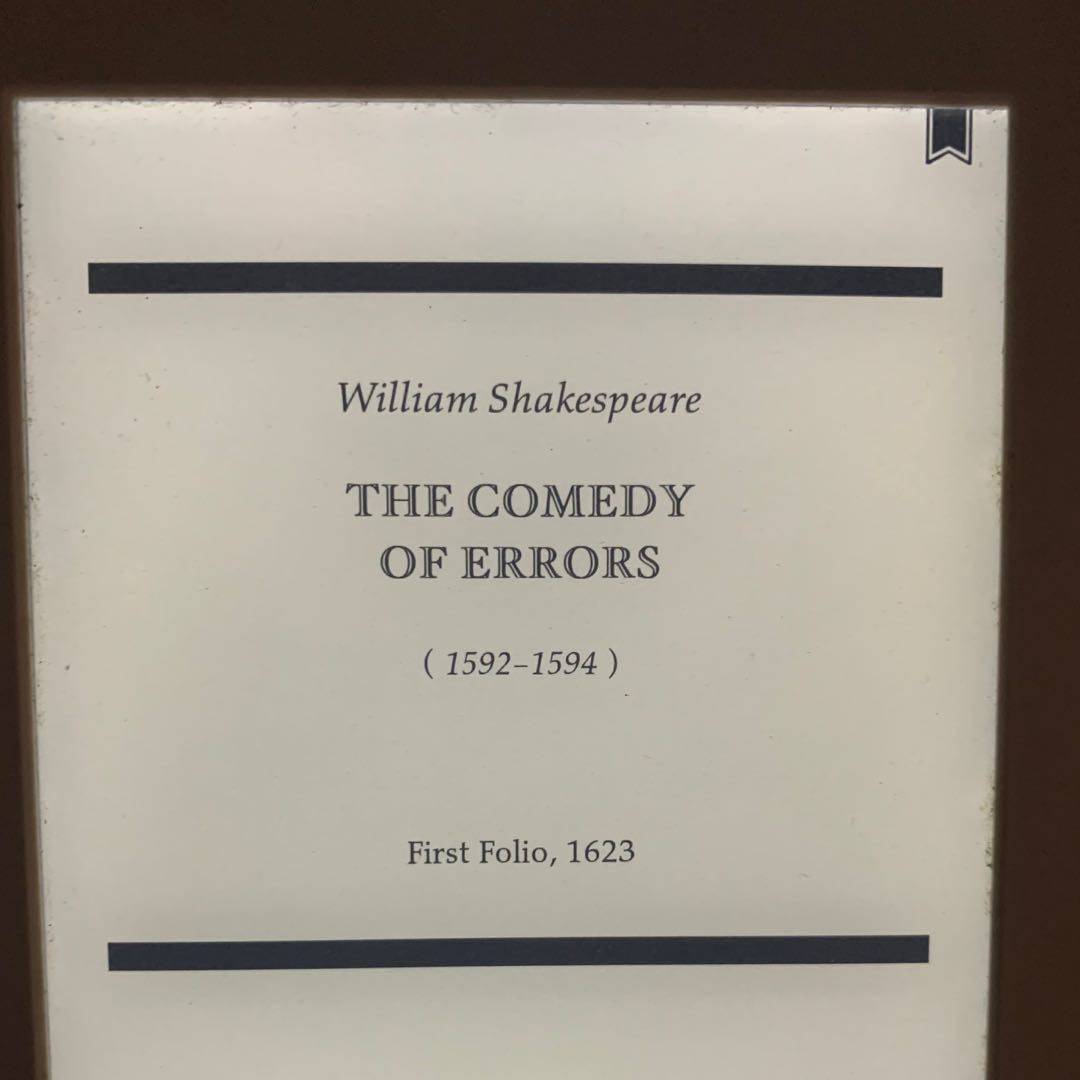 William Shakespeare
THE COMEDY
OF ERRORS
( 1592–1594 )
First Folio, 1623